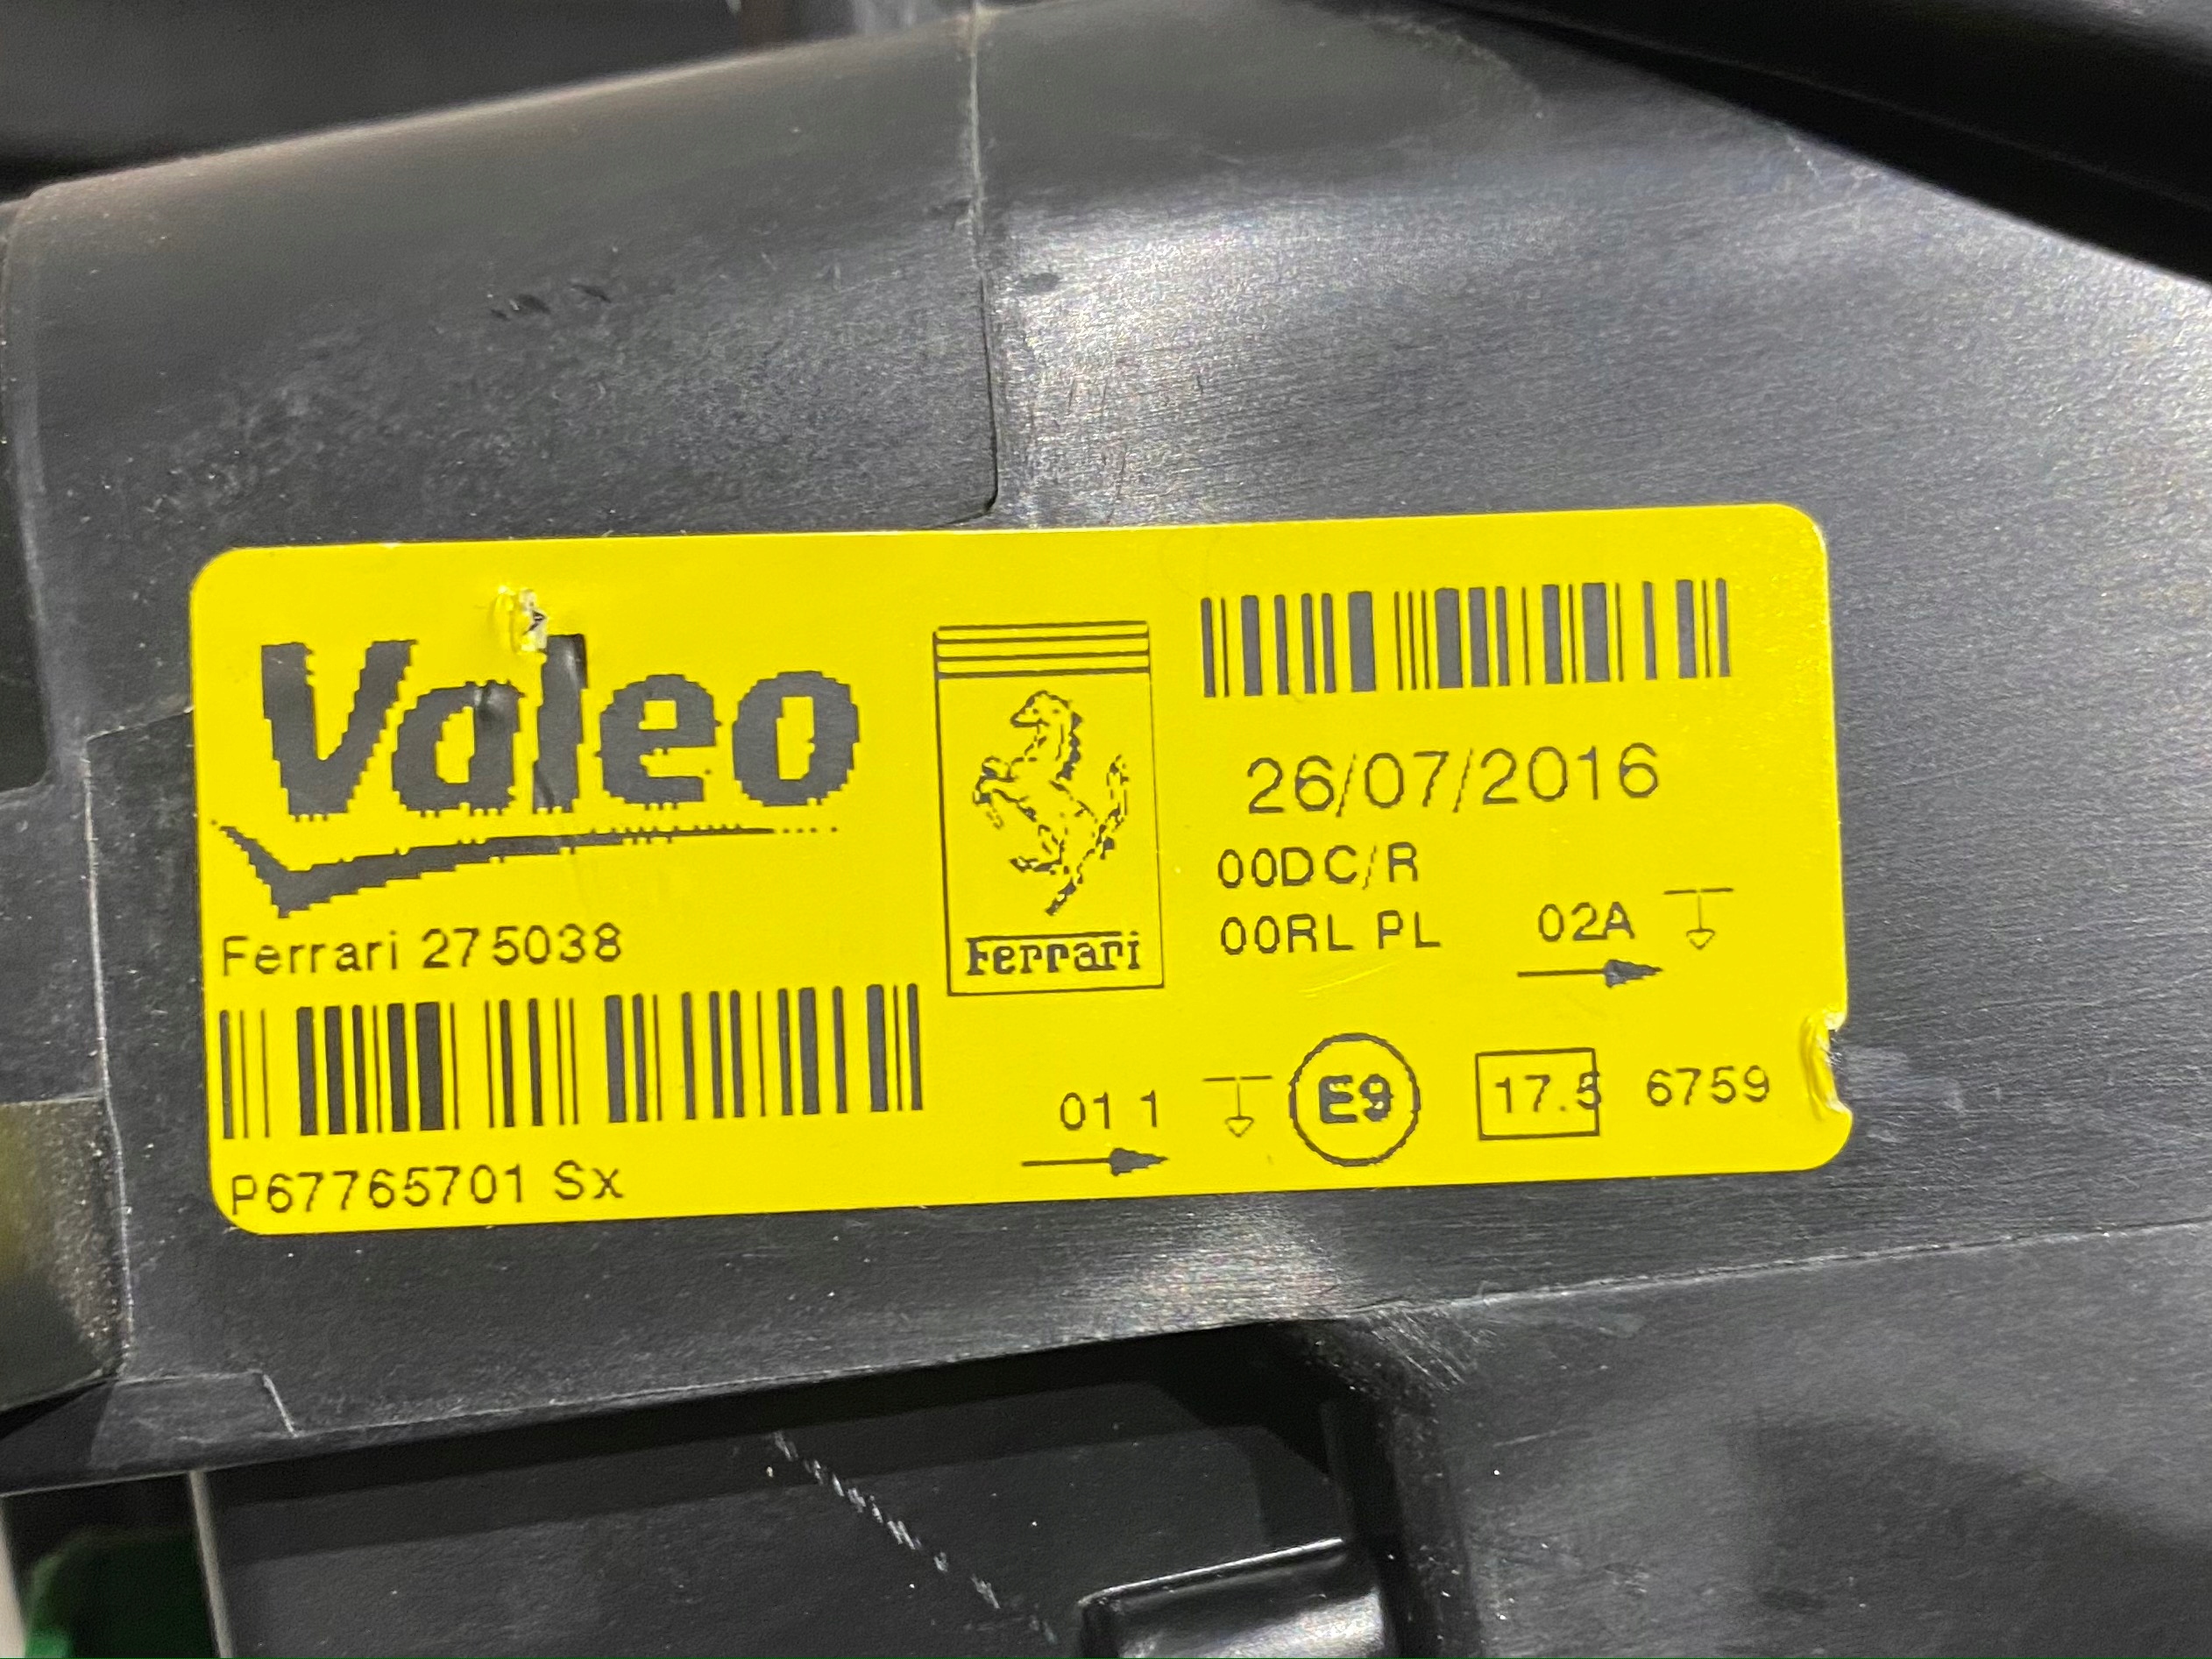 Valeo
Ferrari 275038
P67765701 Sx
Ferrari
26/07/2016
00DC/R
00RL PL 02A
01 1 E9 17.5 6759